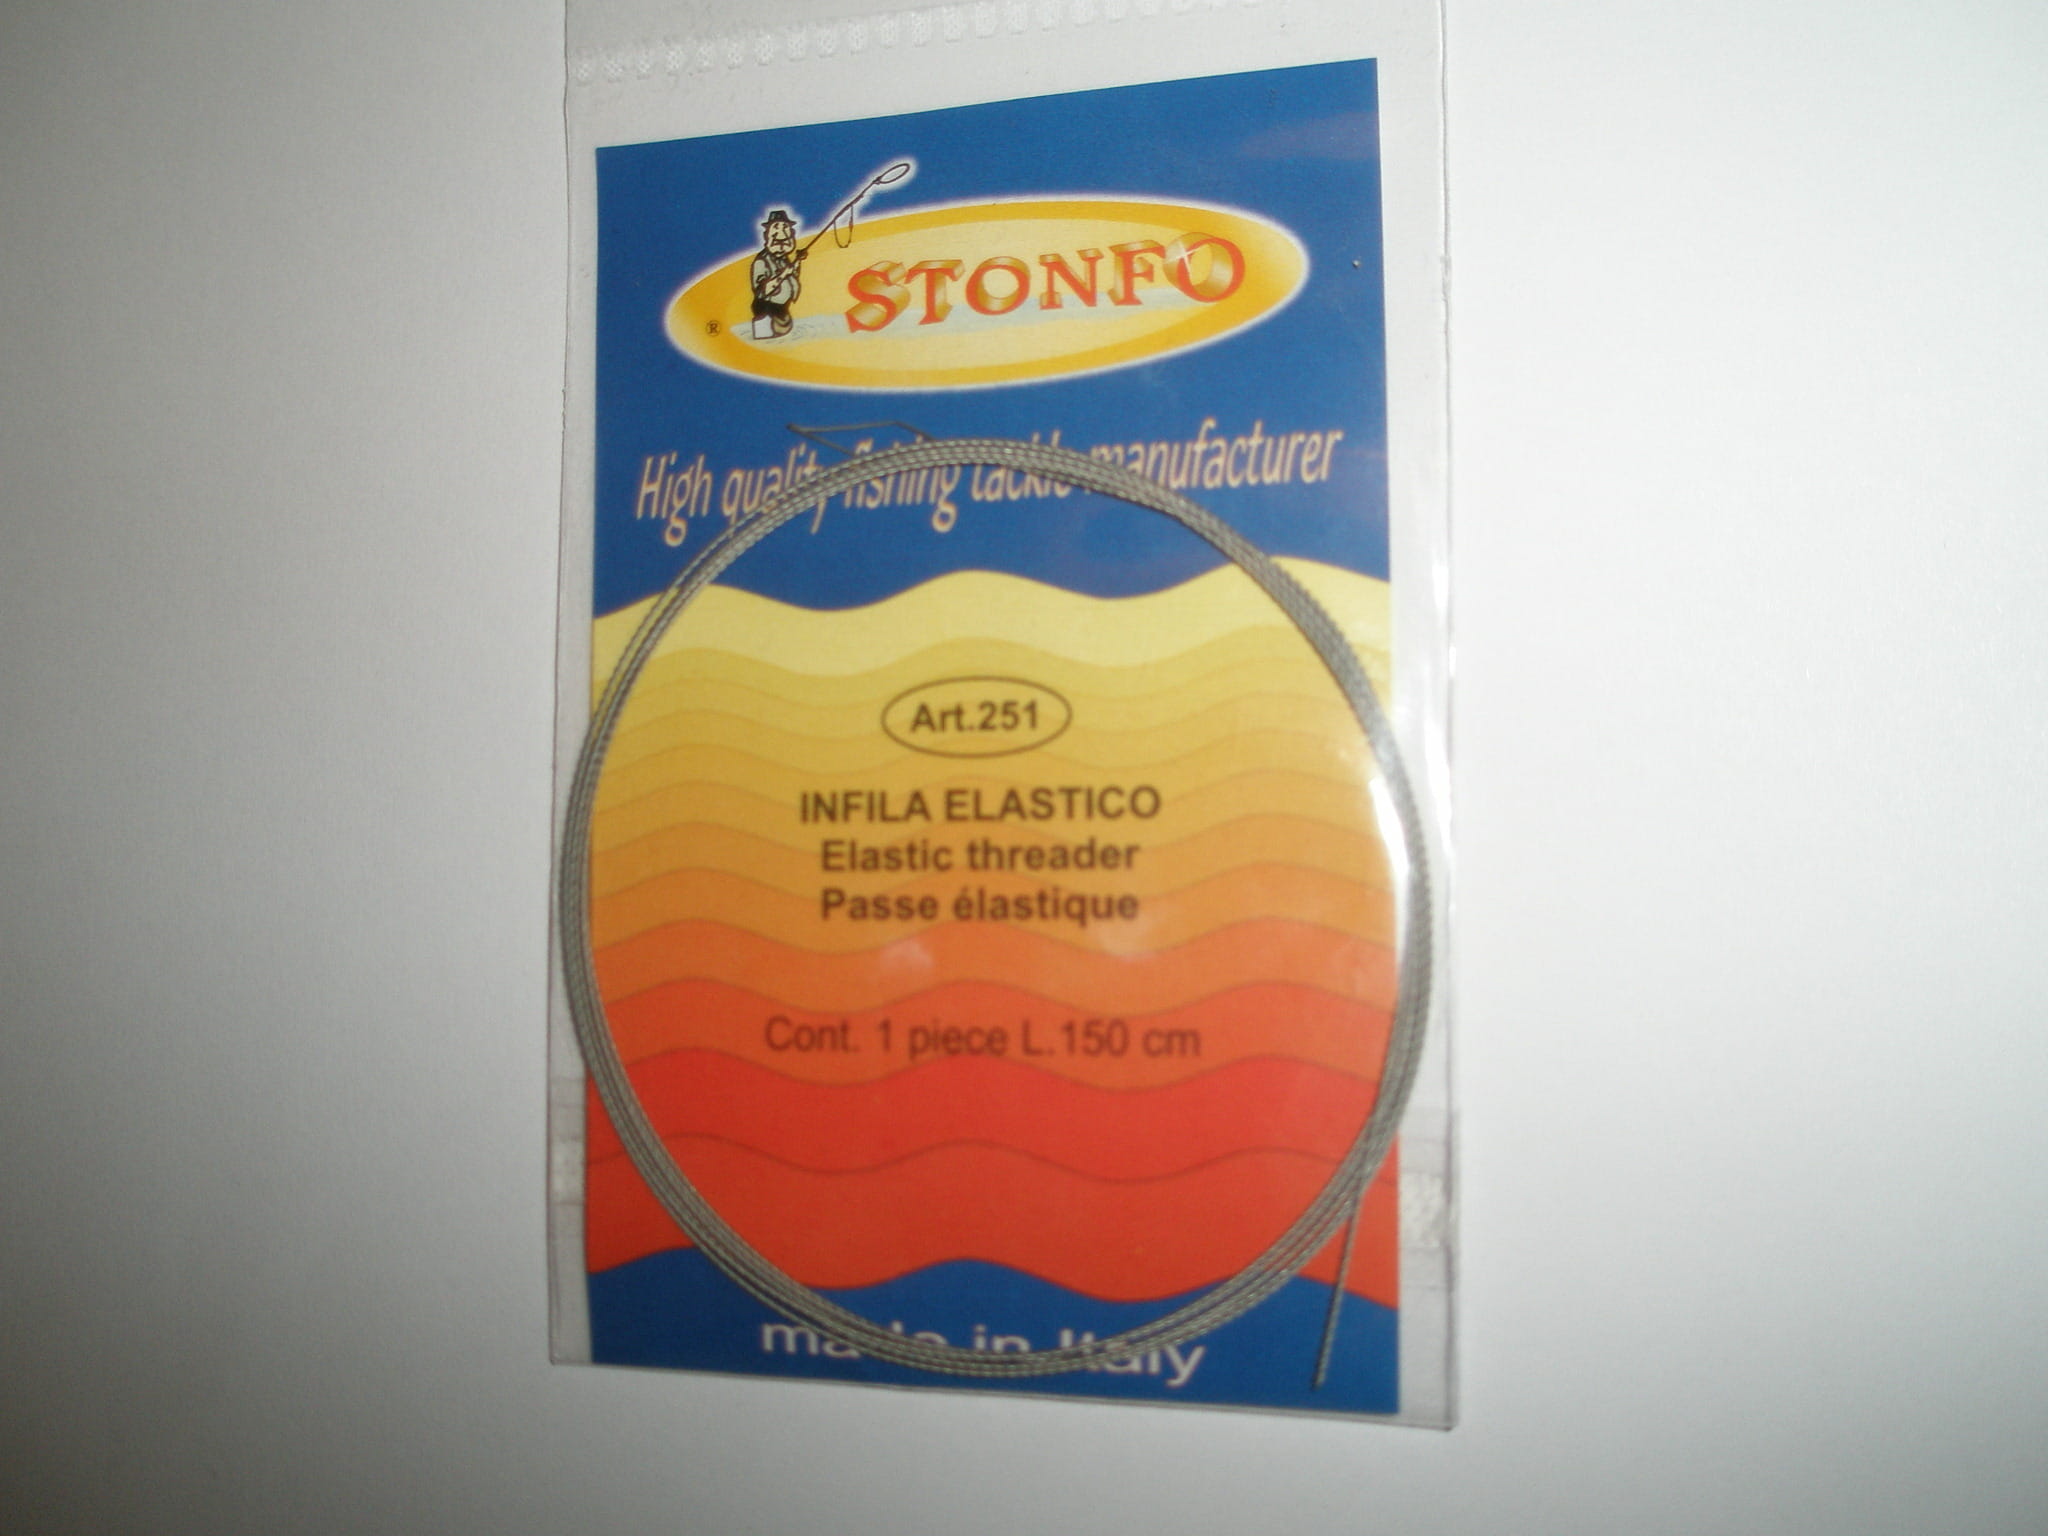 STONFO
®
High quality fishing tackle manufacturer
Art.251
INFILA ELASTICO
Elastic threader
Passe élastique
Cont. 1 piece L.150 cm
made in Italy